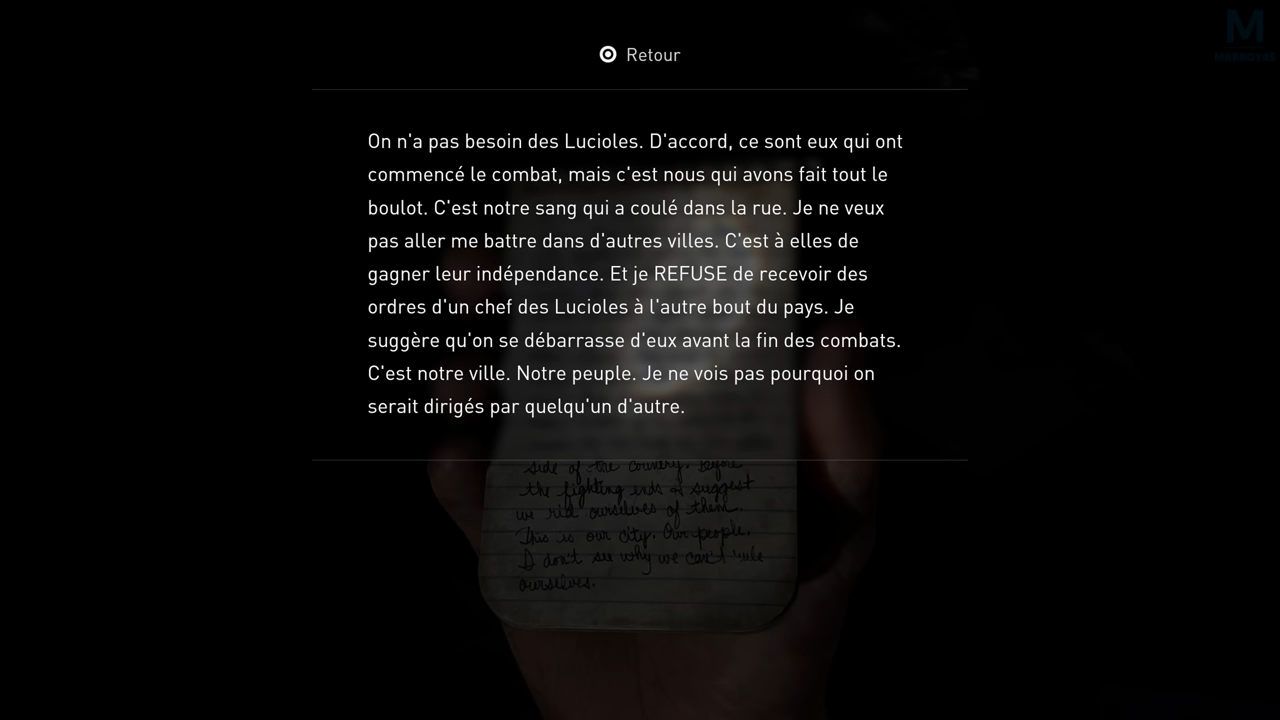 M
Retour
On n'a pas besoin des Lucioles. D'accord, ce sont eux qui ont
commencé le combat, mais c'est nous qui avons fait tout le
boulot. C'est notre sang qui a coulé dans la rue. Je ne veux
pas aller me battre dans d'autres villes. C'est à elles de
gagner leur indépendance. Et je REFUSE de recevoir des
ordres d'un chef des Lucioles à l'autre bout du pays. Je
suggère qu'on se débarrasse d'eux avant la fin des combats.
C'est notre ville. Notre peuple. Je ne vois pas pourquoi on
serait dirigés par quelqu'un d'autre.
side of the country. Before
the fighting ends I suggest
we rid ourselves of them.
This is our city. Our people.
I don't see why we can't rule
ourselves.